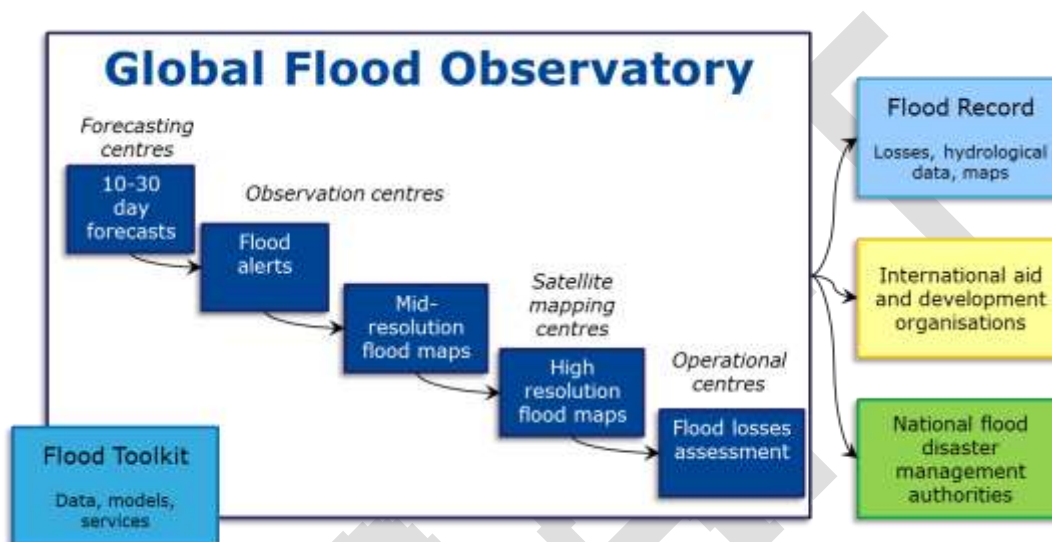 Global Flood Observatory
Forecasting
centres
10-30
day
forecasts
Observation centres
Flood
alerts
Mid-
resolution
flood maps
Satellite
mapping
centres
High
resolution
flood maps
Operational
centres
Flood losses
assessment
Flood Toolkit
Data, models,
services
Flood Record
Losses, hydrological
data, maps
International aid
and development
organisations
National flood
disaster
management
authorities